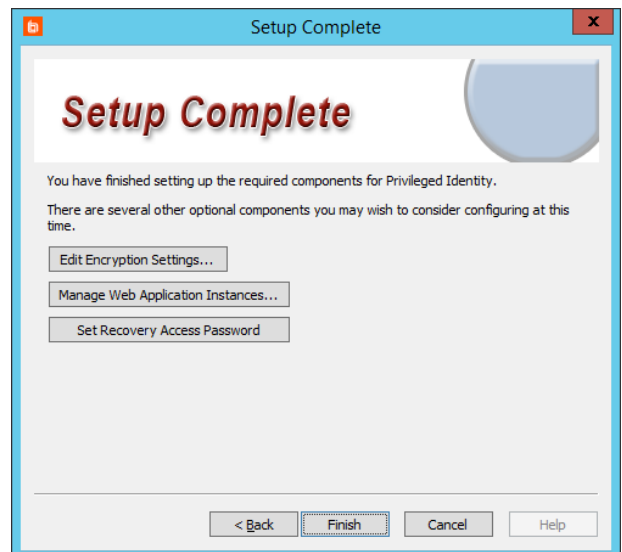 Setup Complete
x
Setup Complete
You have finished setting up the required components for Privileged Identity.
There are several other optional components you may wish to consider configuring at this
time.
Edit Encryption Settings...
Manage Web Application Instances...
Set Recovery Access Password
< Back Finish Cancel Help